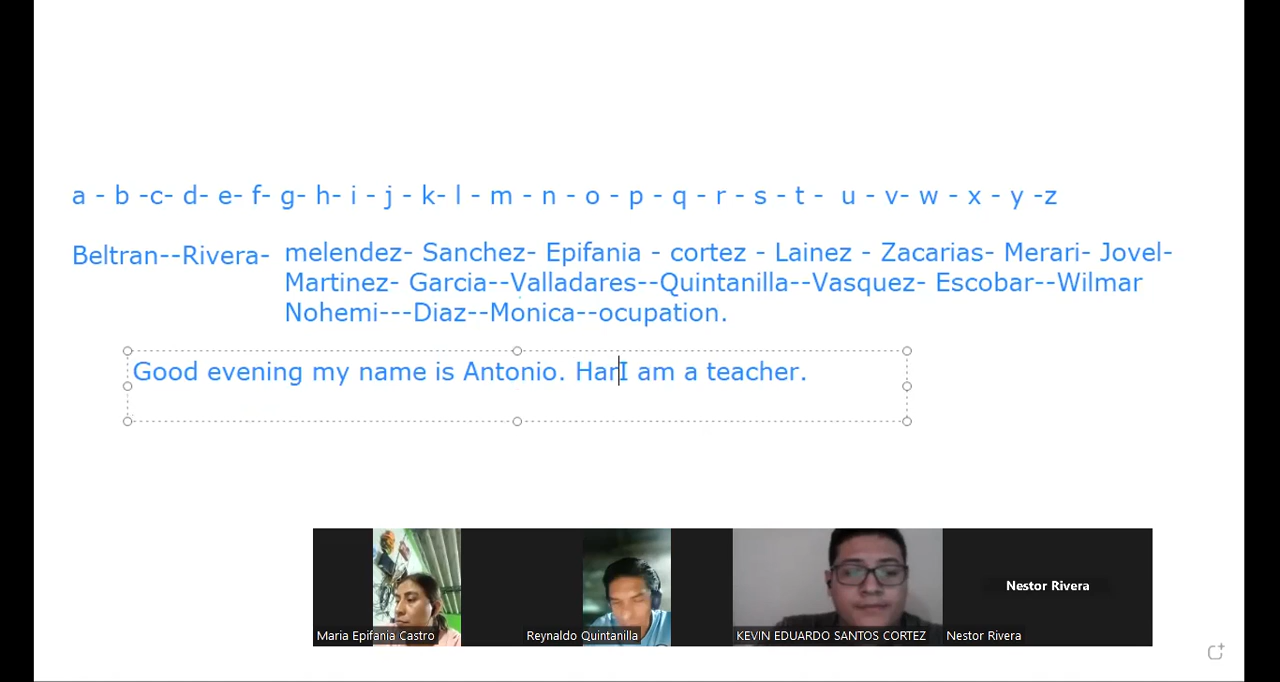 a - b -c- d- e- f- g- h- i - j - k- l - m - n - o - p - q - r - s - t - u - v- w - x - y -z
Beltran--Rivera- melendez- Sanchez- Epifania - cortez - Lainez - Zacarias- Merari- Jovel-
Martinez- Garcia--Valladares--Quintanilla--Vasquez- Escobar--Wilmar
Nohemi---Diaz--Monica--ocupation.
Good evening my name is Antonio. HarI am a teacher.
Nestor Rivera
Maria Epifania Castro
Reynaldo Quintanilla
KEVIN EDUARDO SANTOS CORTEZ
Nestor Rivera